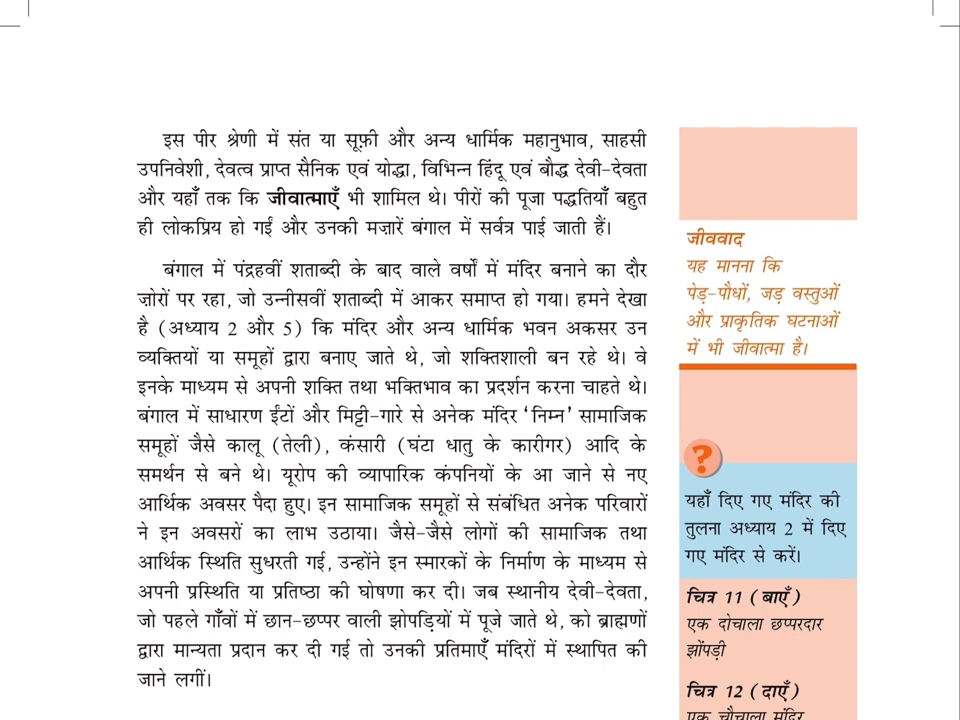 इस पीर श्रेणी में संत या सूफ़ी और अन्य धार्मिक महानुभाव, साहसी
उपनिवेशी, देवत्व प्राप्त सैनिक एवं योद्धा, विभिन्न हिंदू एवं बौद्ध देवी-देवता
और यहाँ तक कि जीवात्माएँ भी शामिल थे। पीरों की पूजा पद्धतियाँ बहुत
ही लोकप्रिय हो गईं और उनकी मज़ारें बंगाल में सर्वत्र पाई जाती हैं।
बंगाल में पंद्रहवीं शताब्दी के बाद वाले वर्षों में मंदिर बनाने का दौर
ज़ोरों पर रहा, जो उन्नीसवीं शताब्दी में आकर समाप्त हो गया। हमने देखा
है (अध्याय 2 और 5) कि मंदिर और अन्य धार्मिक भवन अकसर उन
व्यक्तियों या समूहों द्वारा बनाए जाते थे, जो शक्तिशाली बन रहे थे। वे
इनके माध्यम से अपनी शक्ति तथा भक्तिभाव का प्रदर्शन करना चाहते थे।
बंगाल में साधारण ईंटों और मिट्टी-गारे से अनेक मंदिर ‘निम्न’ सामाजिक
समूहों जैसे कालू (तेली), कंसारी (घंटा धातु के कारीगर) आदि के
समर्थन से बने थे। यूरोप की व्यापारिक कंपनियों के आ जाने से नए
आर्थिक अवसर पैदा हुए। इन सामाजिक समूहों से संबंधित अनेक परिवारों
ने इन अवसरों का लाभ उठाया। जैसे-जैसे लोगों की सामाजिक तथा
आर्थिक स्थिति सुधरती गई, उन्होंने इन स्मारकों के निर्माण के माध्यम से
अपनी प्रस्थिति या प्रतिष्ठा की घोषणा कर दी। जब स्थानीय देवी-देवता,
जो पहले गाँवों में छान-छप्पर वाली झोपड़ियों में पूजे जाते थे, को ब्राह्मणों
द्वारा मान्यता प्रदान कर दी गई तो उनकी प्रतिमाएँ मंदिरों में स्थापित की
जाने लगीं।
जीववाद
यह मानना कि
पेड़-पौधों, जड़ वस्तुओं
और प्राकृतिक घटनाओं
में भी जीवात्मा है।
?
यहाँ दिए गए मंदिर की
तुलना अध्याय 2 में दिए
गए मंदिर से करें।
चित्र 11 (बाएँ)
एक दोचाला छप्परदार
झोंपड़ी
चित्र 12 (दाएँ)
एक चौचाला मंदिर